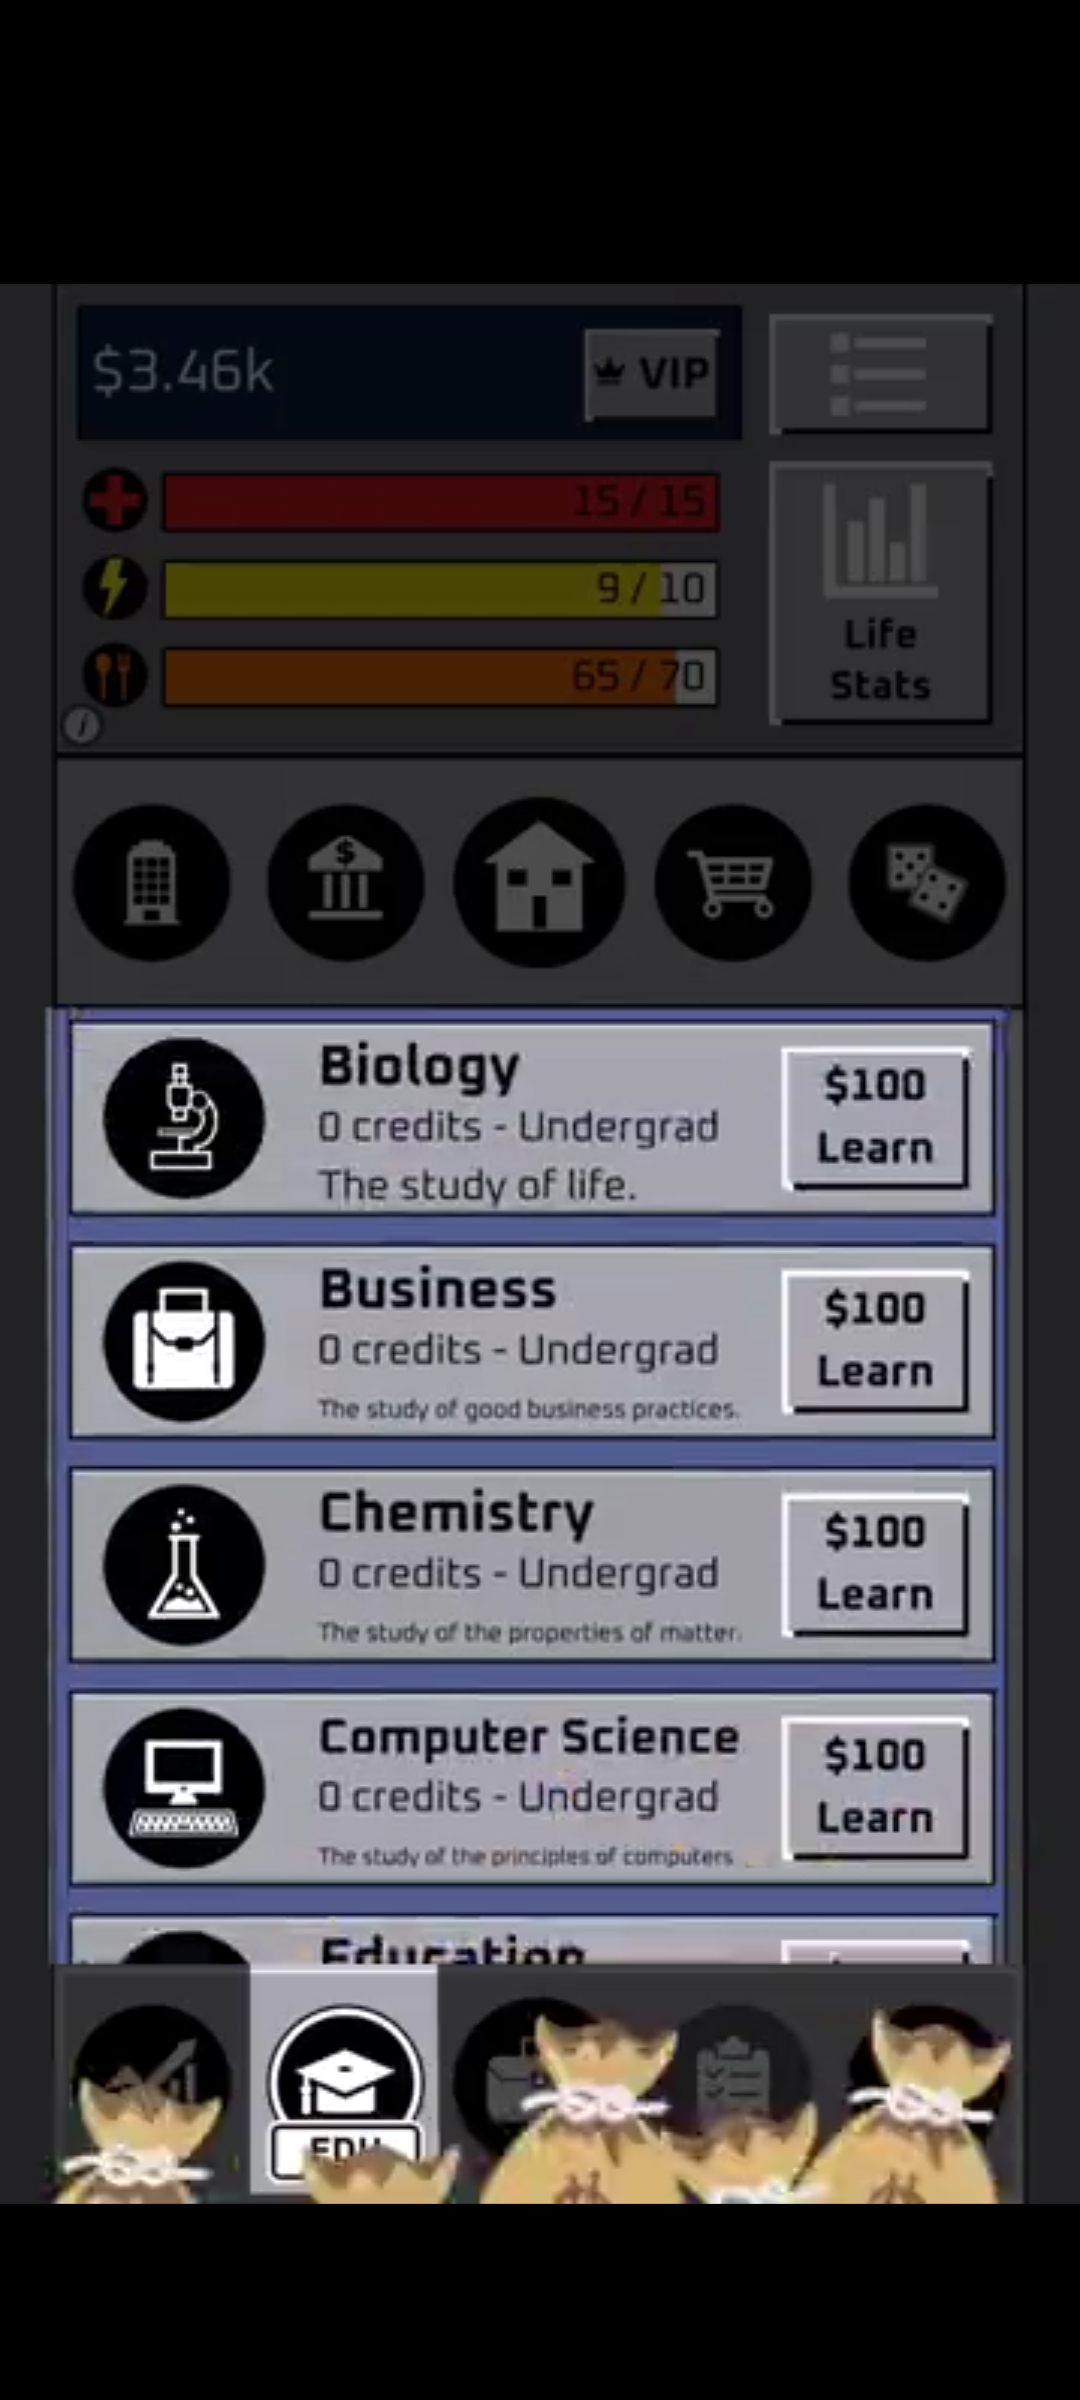 $3.46k
VIP
15 / 15
9 / 10
65 / 70
Life
Stats
i
Biology
0 credits - Undergrad
The study of life.
$100
Learn
Business
0 credits - Undergrad
The study of good business practices.
$100
Learn
Chemistry
0 credits - Undergrad
The study of the properties of matter.
$100
Learn
Computer Science
0 credits - Undergrad
The study of the principles of computers
$100
Learn
Education
EDU